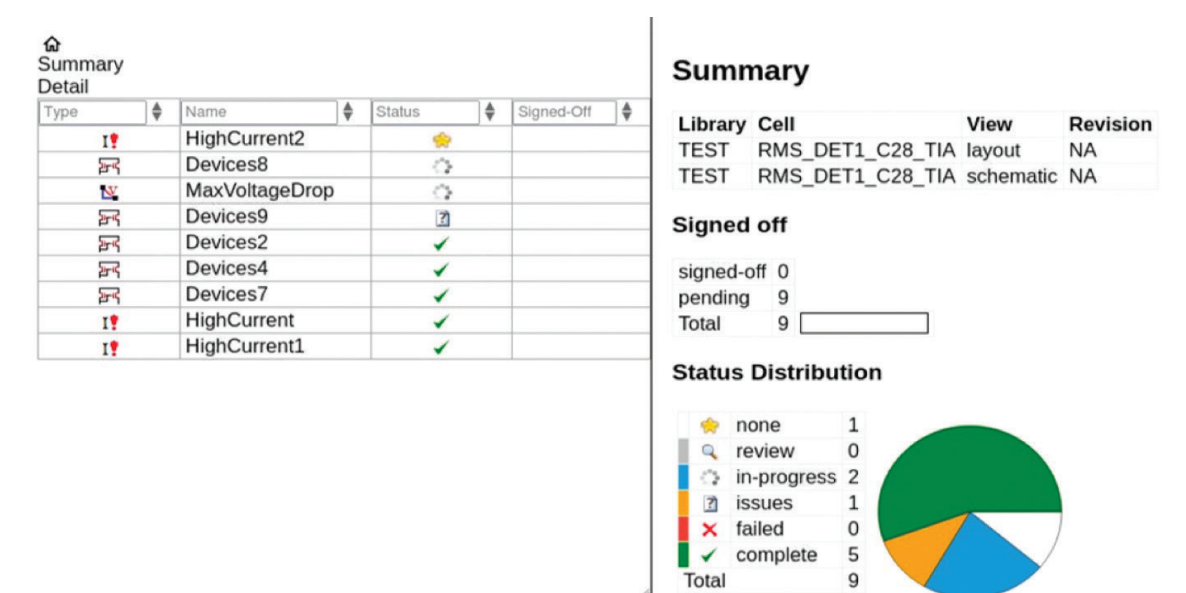 Summary
Detail
Type Name Status Signed-Off
HighCurrent2
Devices8
MaxVoltageDrop
Devices9
Devices2
Devices4
Devices7
HighCurrent
HighCurrent1
Summary
Library Cell View Revision
TEST RMS_DET1_C28_TIA layout NA
TEST RMS_DET1_C28_TIA schematic NA
Signed off
signed-off 0
pending 9
Total 9
Status Distribution
none 1
review 0
in-progress 2
issues 1
failed 0
complete 5
Total 9